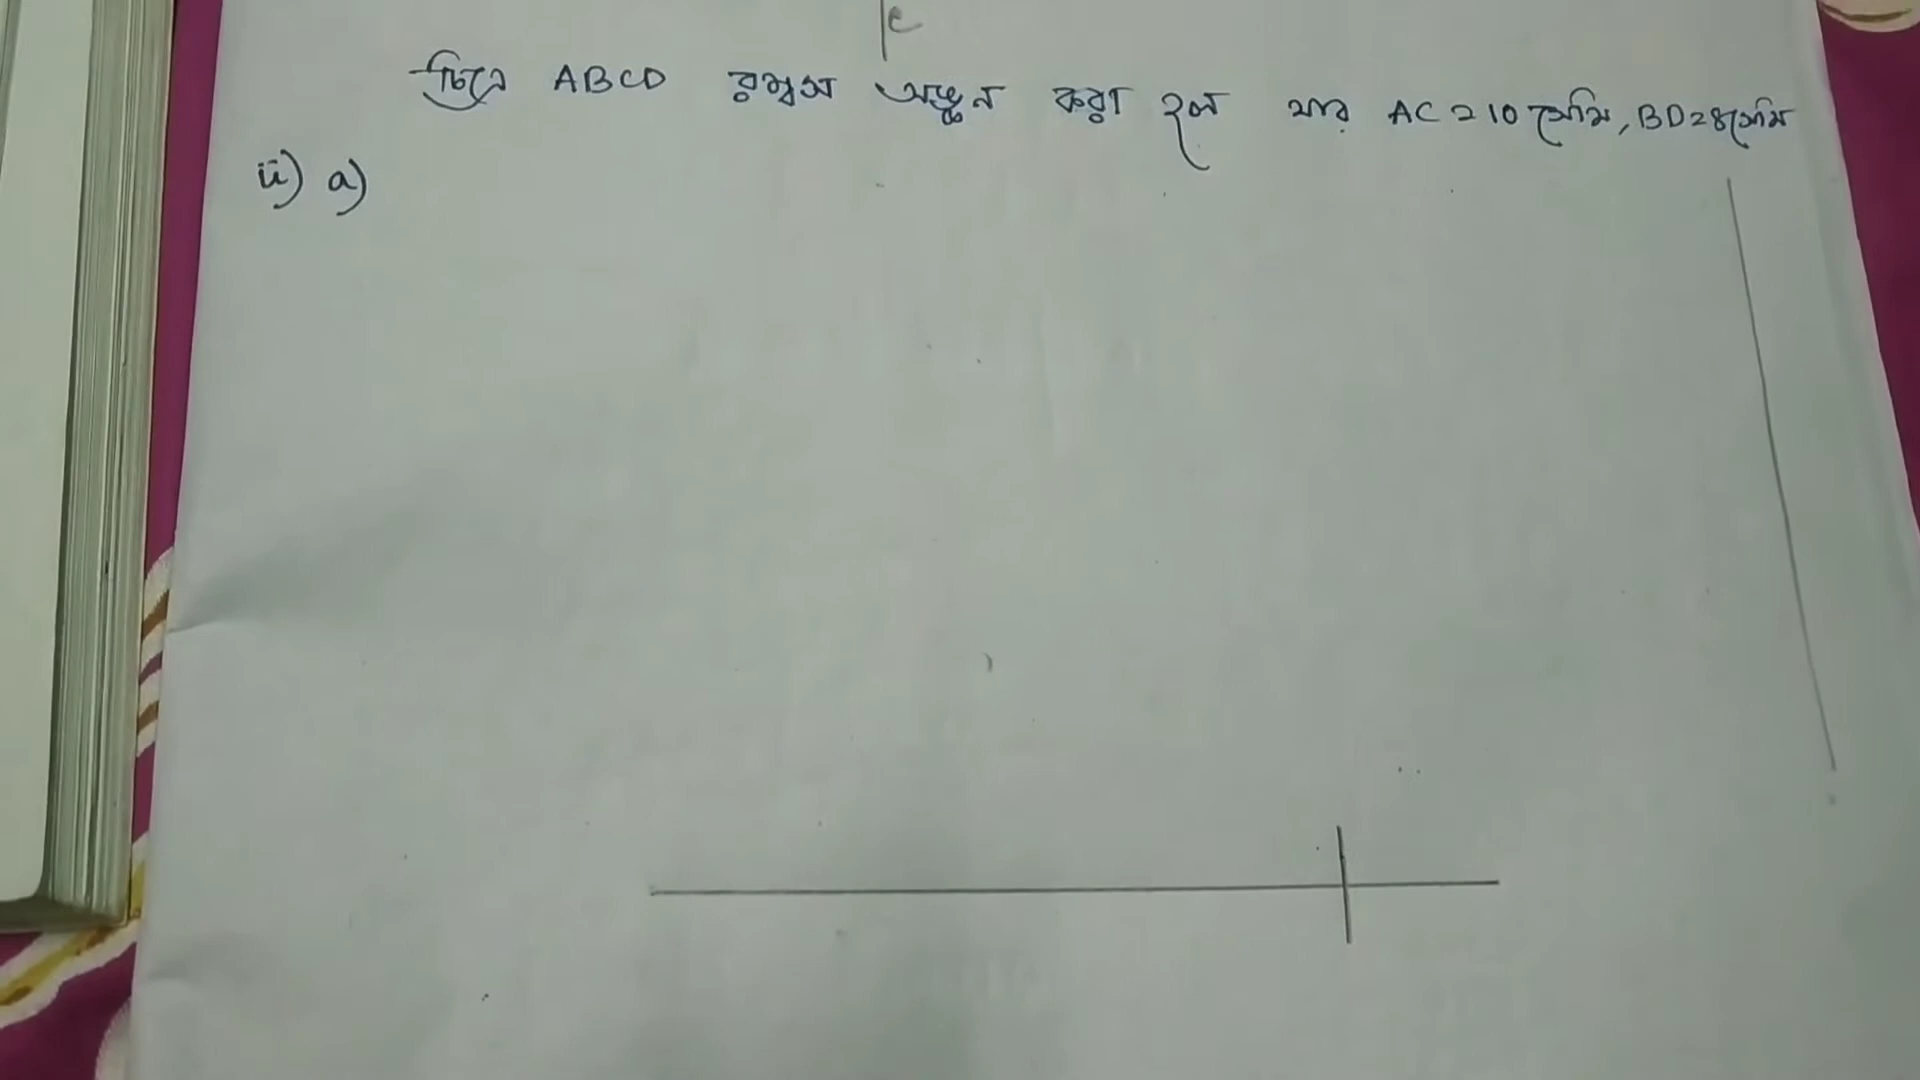 c
চিত্রে ABCD রম্বস অঙ্কন করা হল যার AC = 10 সেমি, BD = 8 সেমি
ii) a)